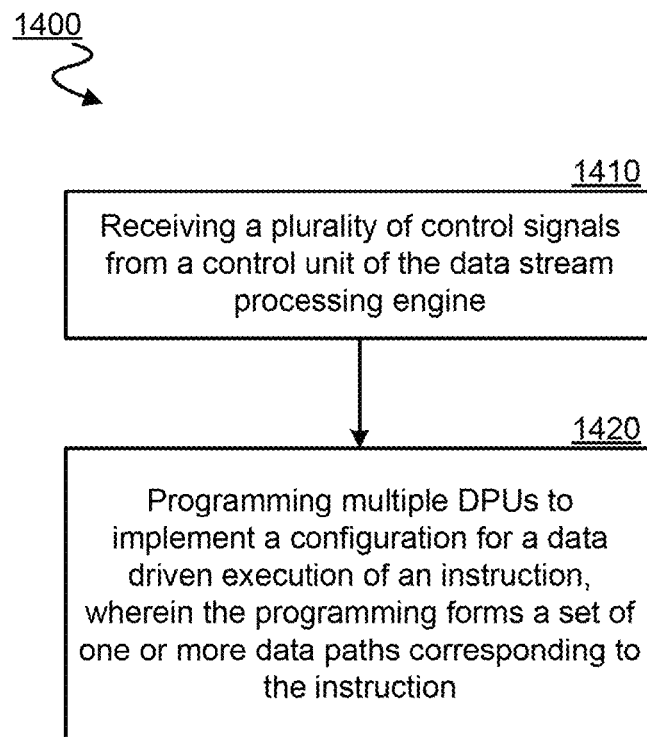 1400
1410
Receiving a plurality of control signals
from a control unit of the data stream
processing engine
1420
Programming multiple DPUs to
implement a configuration for a data
driven execution of an instruction,
wherein the programming forms a set of
one or more data paths corresponding to
the instruction